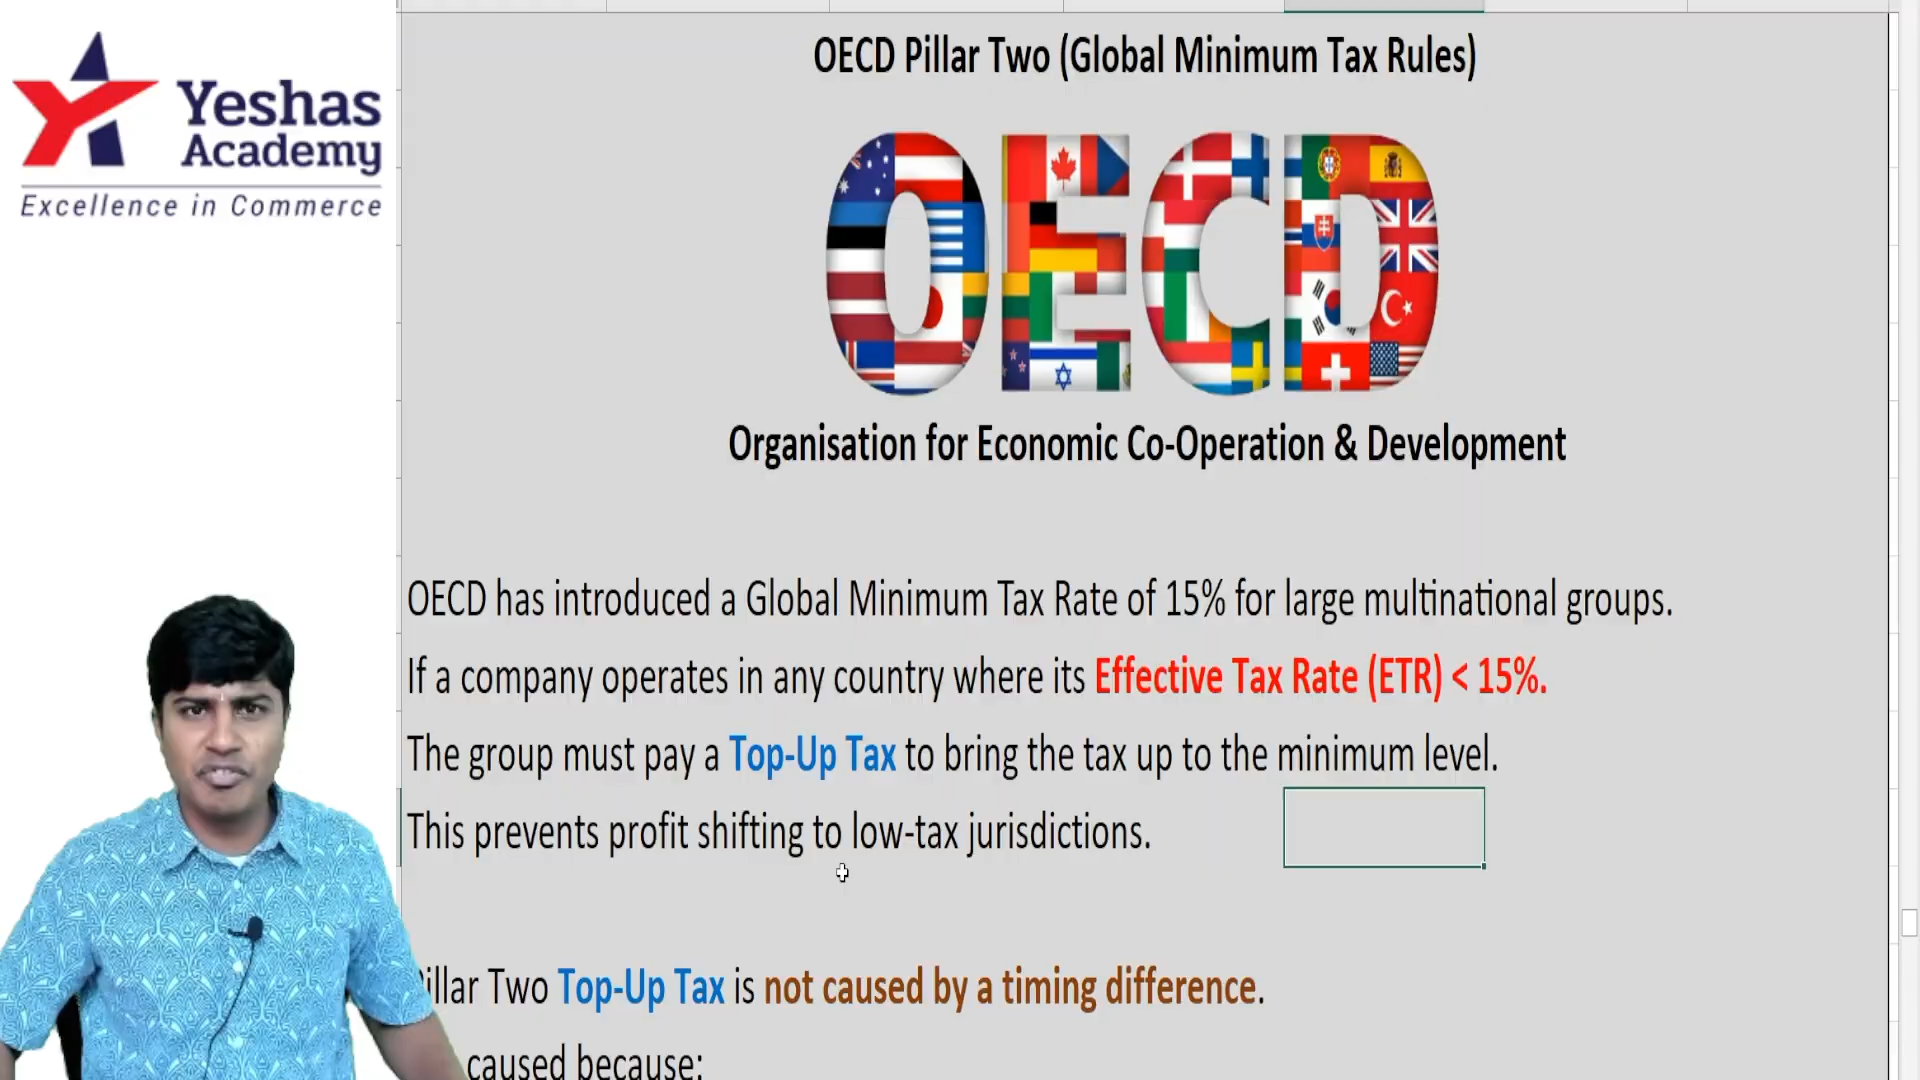 Yeshas
Academy
Excellence in Commerce
OECD Pillar Two (Global Minimum Tax Rules)
OECD
Organisation for Economic Co-Operation & Development
OECD has introduced a Global Minimum Tax Rate of 15% for large multinational groups.
If a company operates in any country where its Effective Tax Rate (ETR) < 15%.
The group must pay a Top-Up Tax to bring the tax up to the minimum level.
This prevents profit shifting to low-tax jurisdictions.
Pillar Two Top-Up Tax is not caused by a timing difference.
caused because: